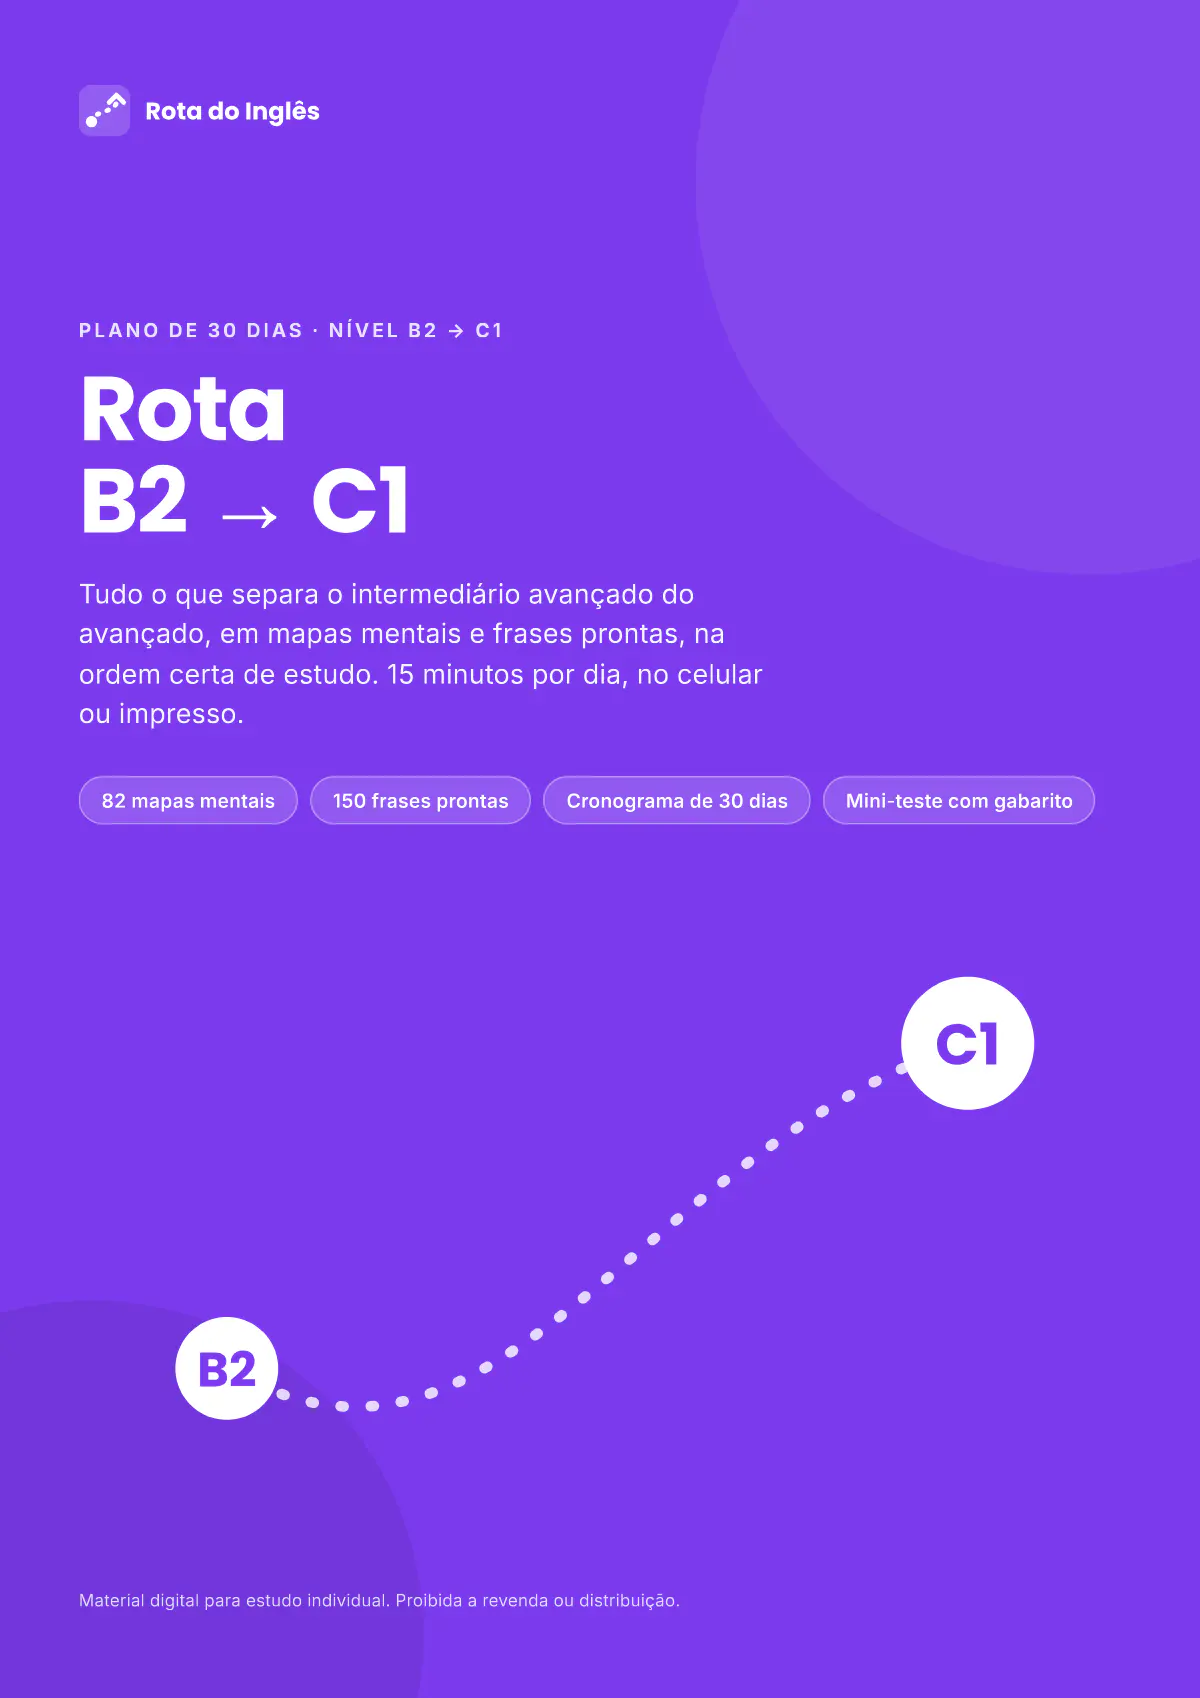 Rota do Inglês
PLANO DE 30 DIAS · NÍVEL B2 → C1
Rota
B2 → C1
Tudo o que separa o intermediário avançado do
avançado, em mapas mentais e frases prontas, na
ordem certa de estudo. 15 minutos por dia, no celular
ou impresso.
82 mapas mentais
150 frases prontas
Cronograma de 30 dias
Mini-teste com gabarito
C1
B2
Material digital para estudo individual. Proibida a revenda ou distribuição.